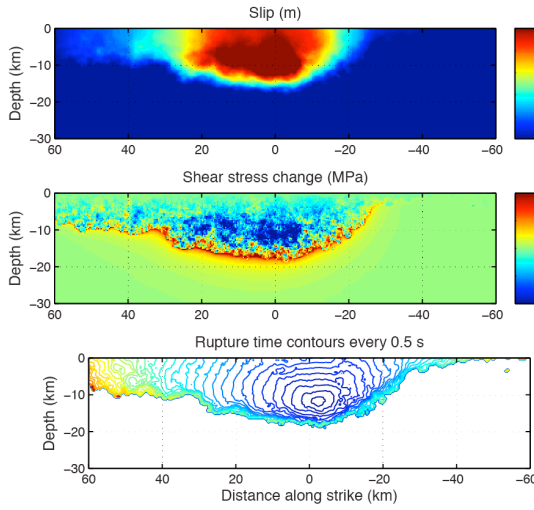 Slip (m)
0
−10
−20
−30
Depth (km)
60 40 20 0 −20 −40 −60
Shear stress change (MPa)
0
−10
−20
−30
Depth (km)
60 40 20 0 −20 −40 −60
Rupture time contours every 0.5 s
0
−10
−20
−30
Depth (km)
60 40 20 0 −20 −40 −60
Distance along strike (km)